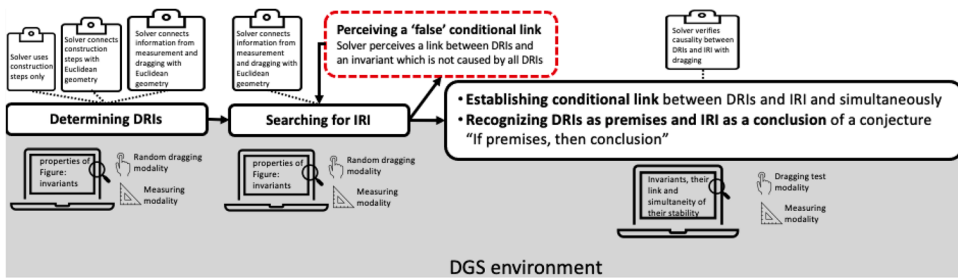 Solver uses
construction
steps only
Solver connects
construction
steps with
Euclidean
geometry
Solver connects
information from
measurement and
dragging with
Euclidean
geometry
Solver connects
information from
measurement
and dragging with
Euclidean
geometry
Perceiving a 'false' conditional link
Solver perceives a link between DRIs and
an invariant which is not caused by all DRIs
Solver verifies
causality between
DRIs and IRI with
dragging
Determining DRIs
Searching for IRI
• Establishing conditional link between DRIs and IRI and simultaneously
• Recognizing DRIs as premises and IRI as a conclusion of a conjecture
"If premises, then conclusion"
properties of
Figure:
invariants
Random dragging
modality
Measuring
modality
properties of
Figure:
invariants
Random dragging
modality
Measuring
modality
Invariants, their
link and
simultaneity of
their stability
Dragging test
modality
Measuring
modality
DGS environment